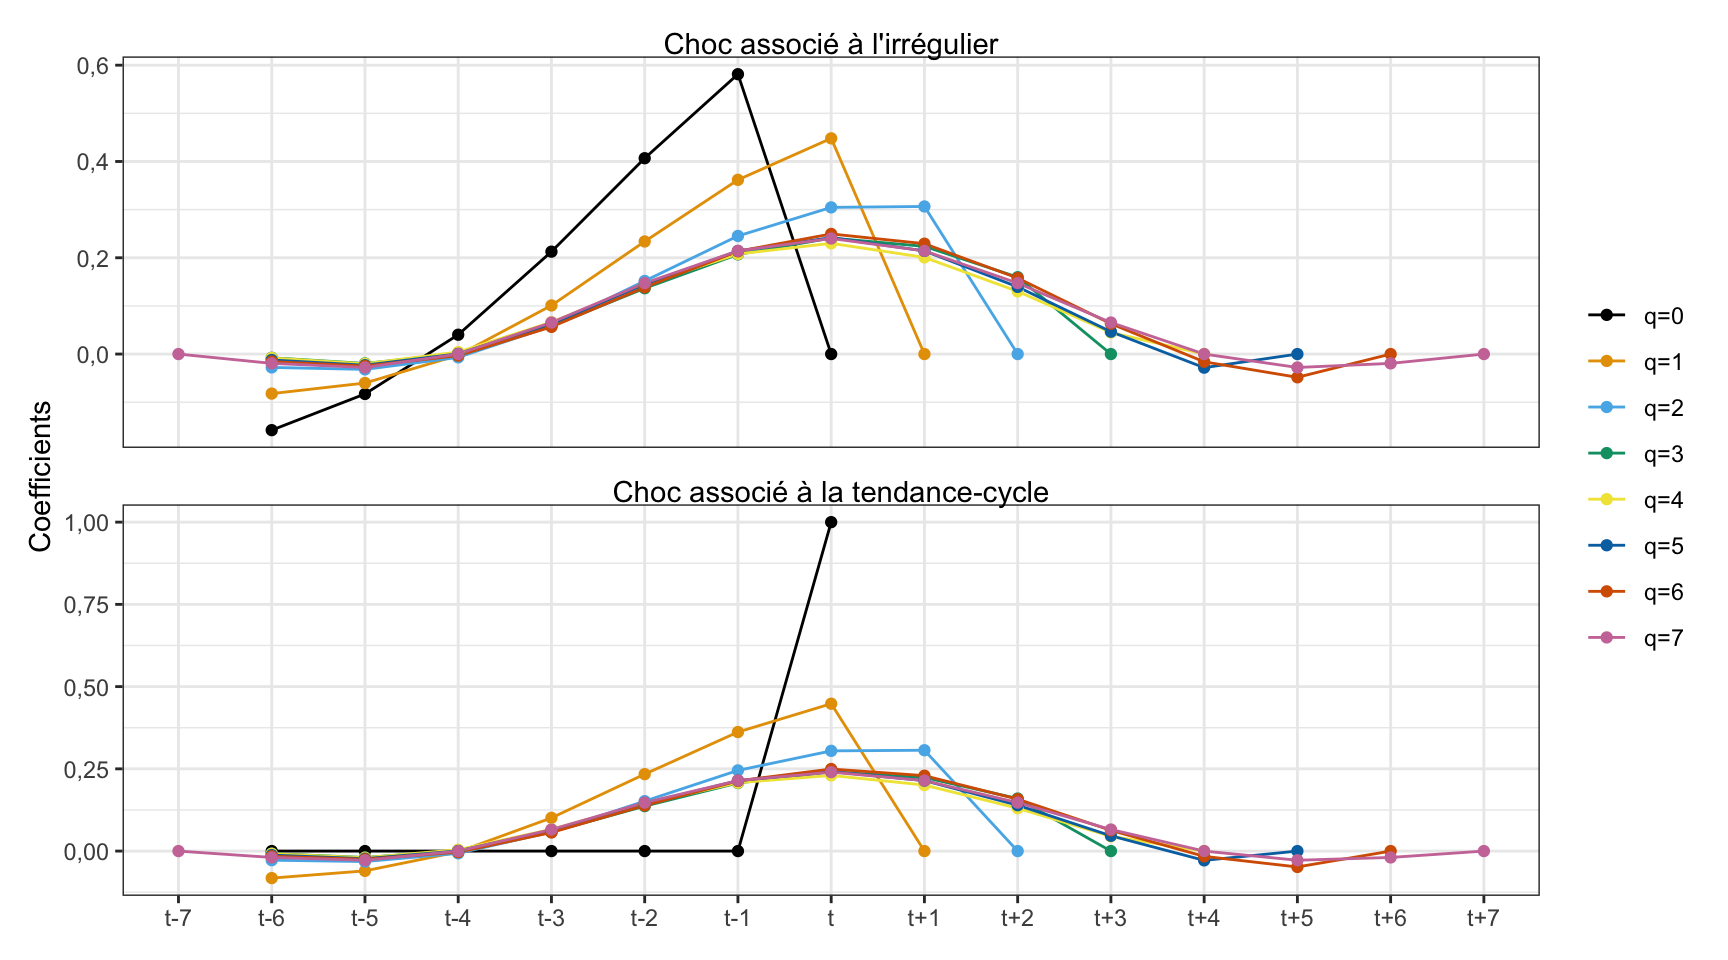 Choc associé à l'irrégulier
0,6
0,4
0,2
0,0
Coefficients
Choc associé à la tendance-cycle
1,00
0,75
0,50
0,25
0,00
t-7 t-6 t-5 t-4 t-3 t-2 t-1 t t+1 t+2 t+3 t+4 t+5 t+6 t+7
q=0
q=1
q=2
q=3
q=4
q=5
q=6
q=7